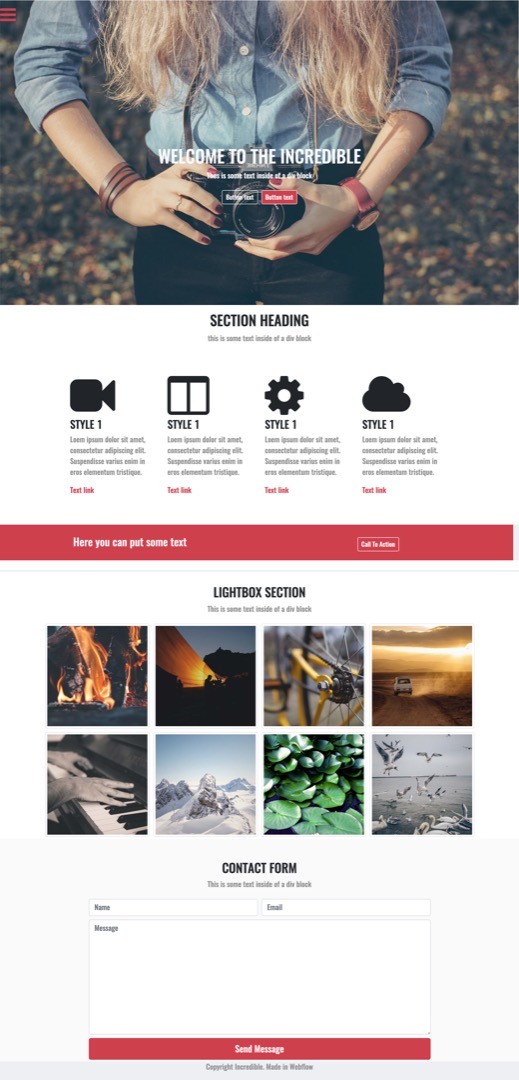 WELCOME TO THE INCREDIBLE
This is some text inside of a div block
Button text Button text
SECTION HEADING
this is some text inside of a div block
STYLE 1
Lorem ipsum dolor sit amet,
consectetur adipiscing elit.
Suspendisse varius enim in
eros elementum tristique.
Text link
STYLE 1
Lorem ipsum dolor sit amet,
consectetur adipiscing elit.
Suspendisse varius enim in
eros elementum tristique.
Text link
STYLE 1
Lorem ipsum dolor sit amet,
consectetur adipiscing elit.
Suspendisse varius enim in
eros elementum tristique.
Text link
STYLE 1
Lorem ipsum dolor sit amet,
consectetur adipiscing elit.
Suspendisse varius enim in
eros elementum tristique.
Text link
Here you can put some text
Call To Action
LIGHTBOX SECTION
This is some text inside of a div block
CONTACT FORM
This is some text inside of a div block
Name Email
Message
Send Message
Copyright Incredible. Made in Webflow